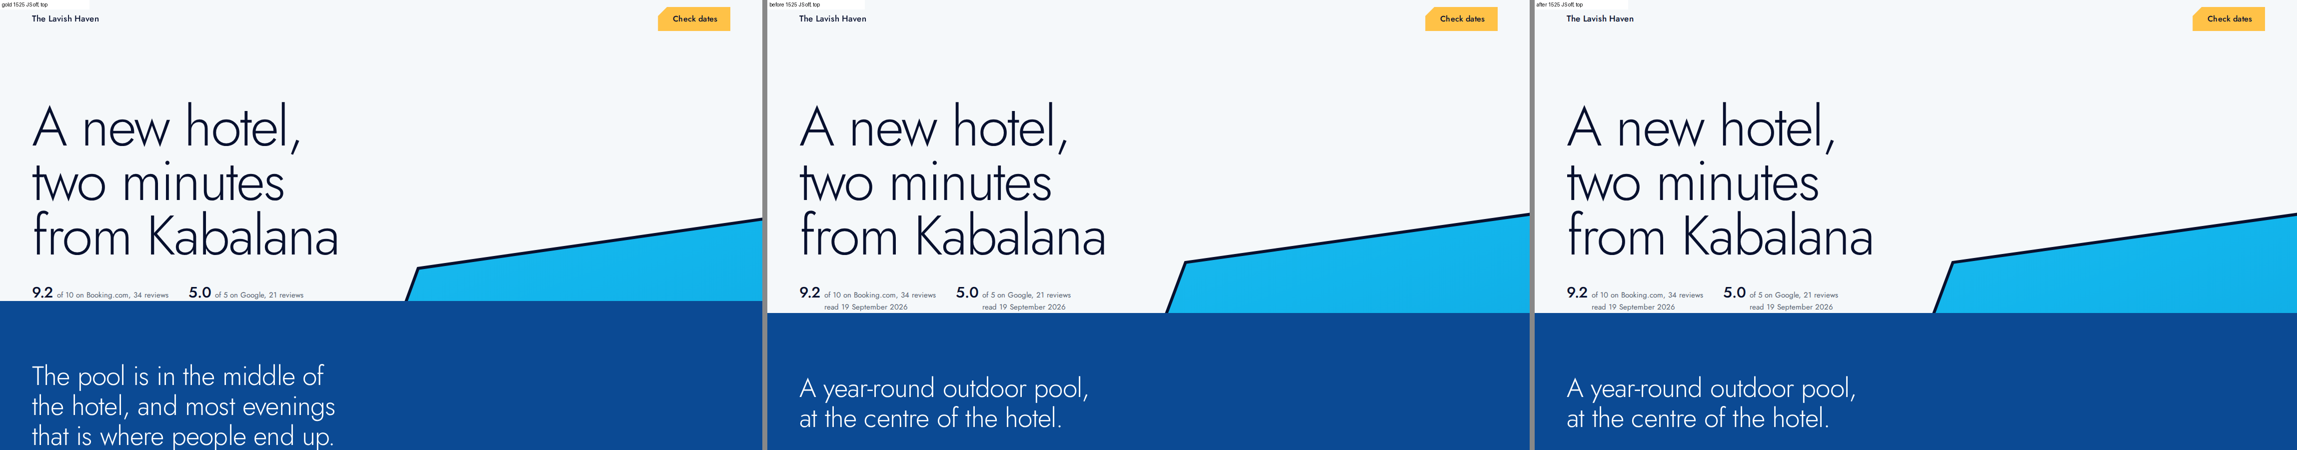 gold 1525 JSoff, top
The Lavish Haven
Check dates
A new hotel,
two minutes
from Kabalana
9.2 of 10 on Booking.com, 34 reviews
5.0 of 5 on Google, 21 reviews
The pool is in the middle of
the hotel, and most evenings
that is where people end up.
before 1525 JSoff, top
The Lavish Haven
Check dates
A new hotel,
two minutes
from Kabalana
9.2 of 10 on Booking.com, 34 reviews
read 19 September 2026
5.0 of 5 on Google, 21 reviews
read 19 September 2026
A year-round outdoor pool,
at the centre of the hotel.
after 1525 JSoff, top
The Lavish Haven
Check dates
A new hotel,
two minutes
from Kabalana
9.2 of 10 on Booking.com, 34 reviews
read 19 September 2026
5.0 of 5 on Google, 21 reviews
read 19 September 2026
A year-round outdoor pool,
at the centre of the hotel.